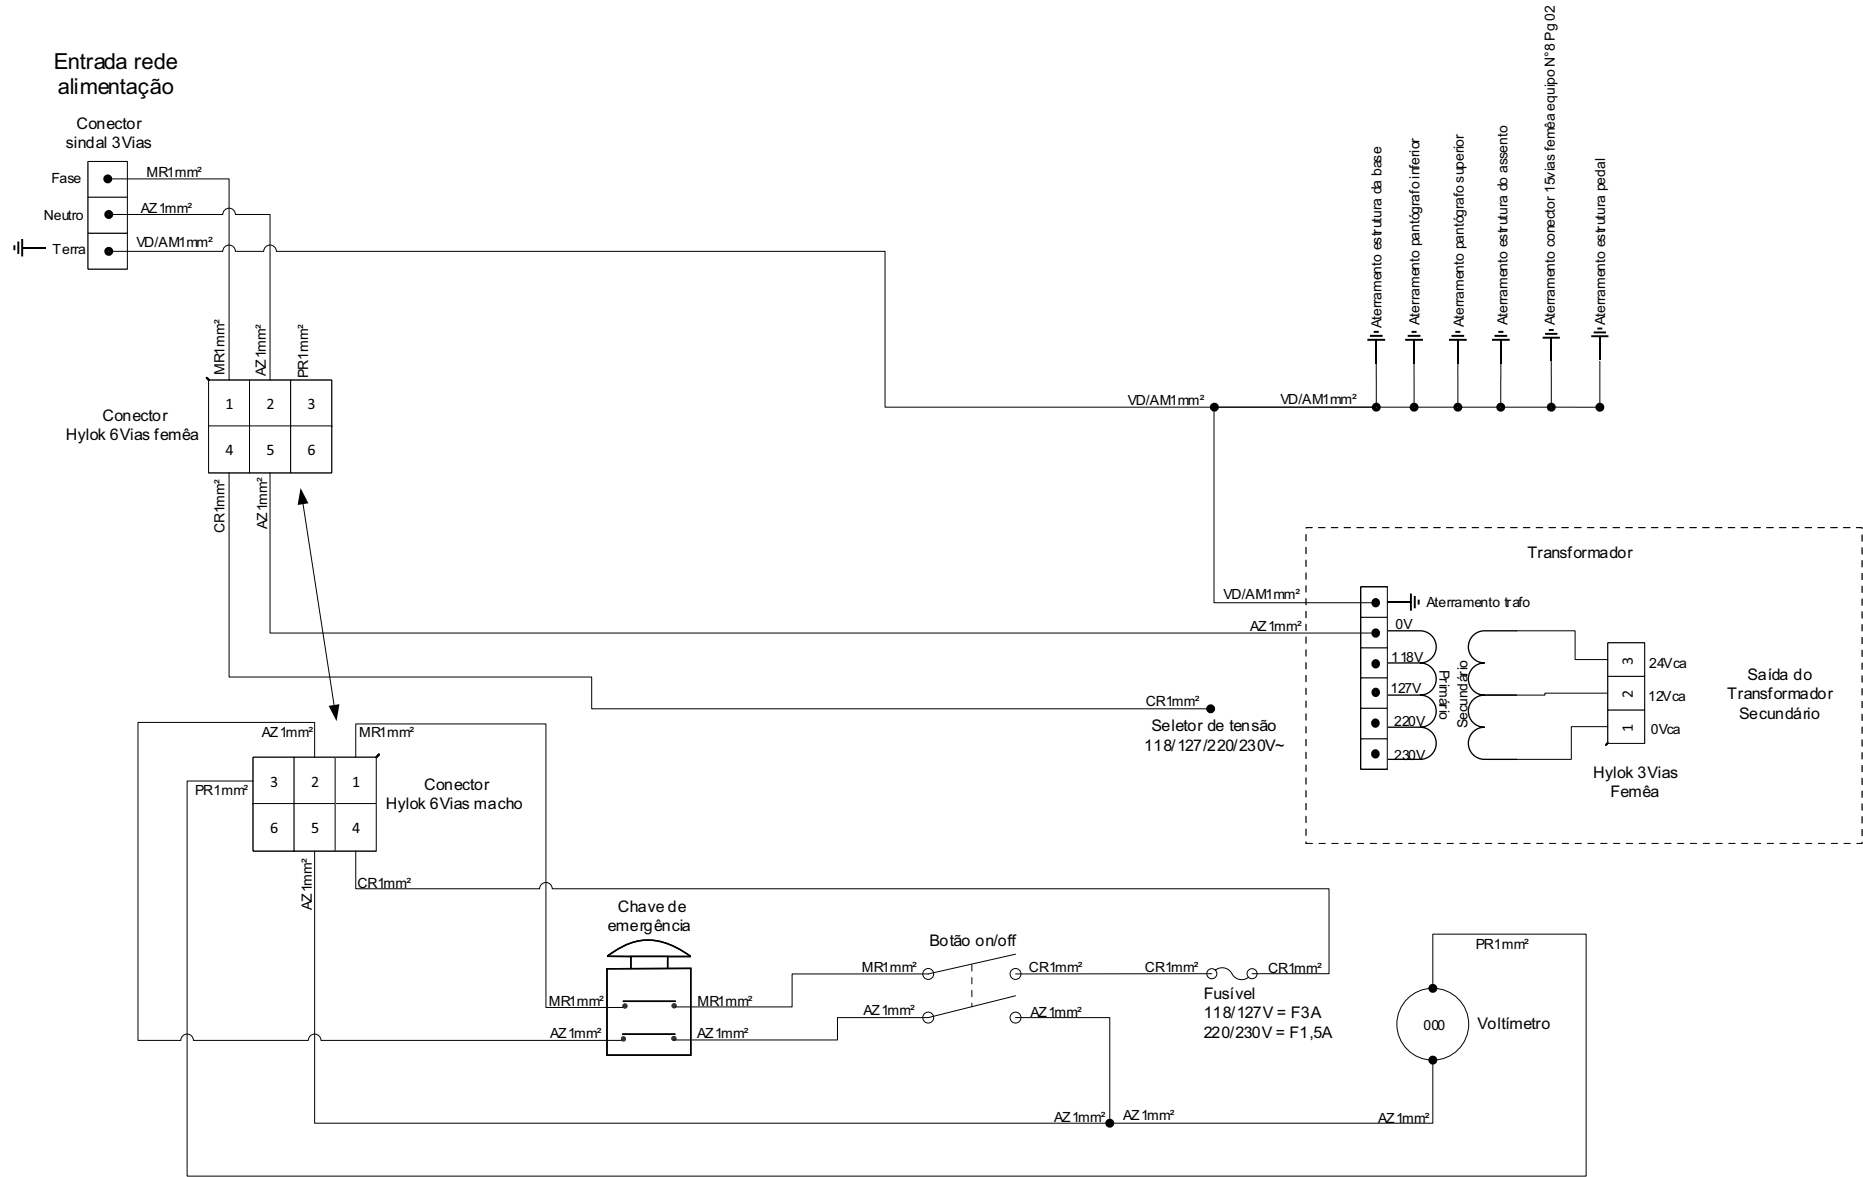 Entrada rede
alimentação
Conector
sindal 3Vias
Fase
MR1mm²
Neutro
AZ1mm²
Terra
VD/AM1mm²
MR1mm²
AZ1mm²
PR1mm²
Conector
Hylok 6Vias femêa
1
2
3
4
5
6
CR1mm²
AZ1mm²
Aterramento estrutura da base
Aterramento pantógrafo inferior
Aterramento pantógrafo superior
Aterramento estrutura do assento
Aterramento conector 15vias femêa equipo N°8 Pg 02
Aterramento estrutura pedal
VD/AM1mm²
VD/AM1mm²
Transformador
VD/AM1mm²
Aterramento trafo
AZ1mm²
0V
118V
127V
220V
230V
Primário
Secundário
3
24Vca
2
12Vca
1
0Vca
Hylok 3Vias
Femêa
Saída do
Transformador
Secundário
CR1mm²
Seletor de tensão
118/127/220/230V~
AZ1mm²
MR1mm²
PR1mm²
3
2
1
6
5
4
Conector
Hylok 6Vias macho
AZ1mm²
CR1mm²
Chave de
emergência
MR1mm²
MR1mm²
AZ1mm²
AZ1mm²
Botão on/off
MR1mm²
CR1mm²
CR1mm²
CR1mm²
AZ1mm²
AZ1mm²
Fusível
118/127V = F3A
220/230V = F1,5A
PR1mm²
000
Voltímetro
AZ1mm²
AZ1mm²
AZ1mm²